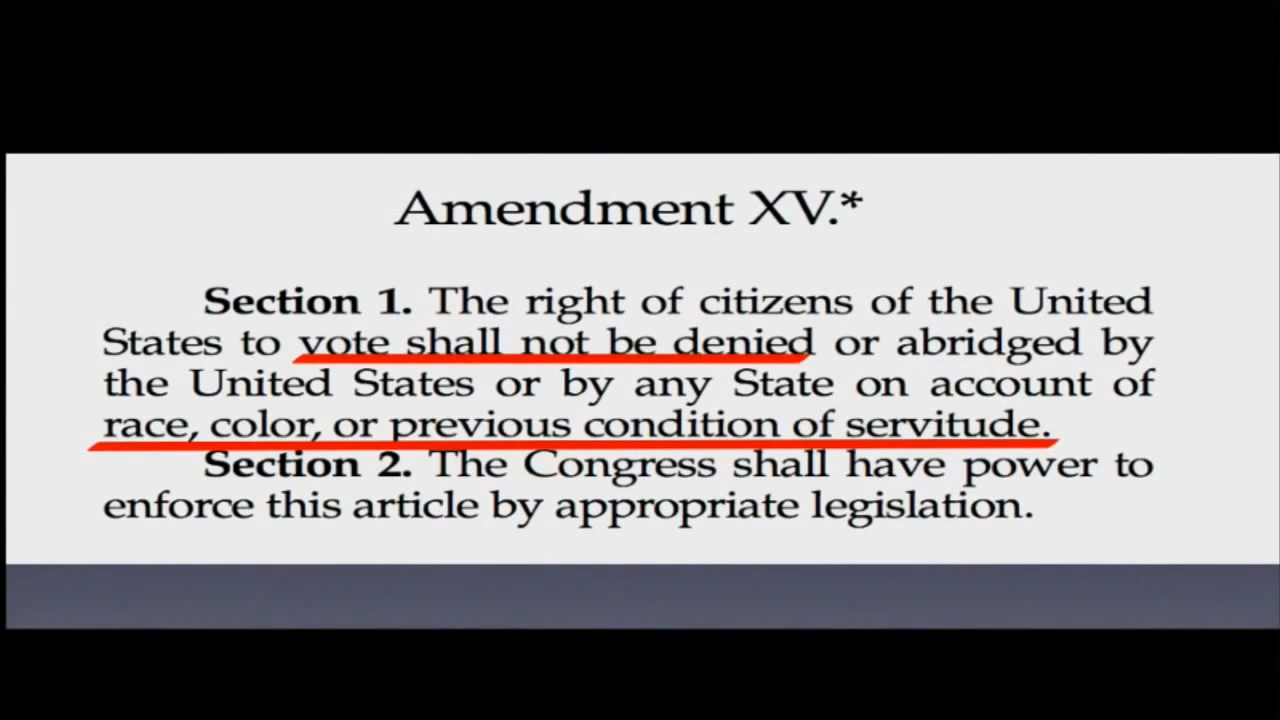 Amendment XV.*
Section 1. The right of citizens of the United
States to vote shall not be denied or abridged by
the United States or by any State on account of
race, color, or previous condition of servitude.
Section 2. The Congress shall have power to
enforce this article by appropriate legislation.